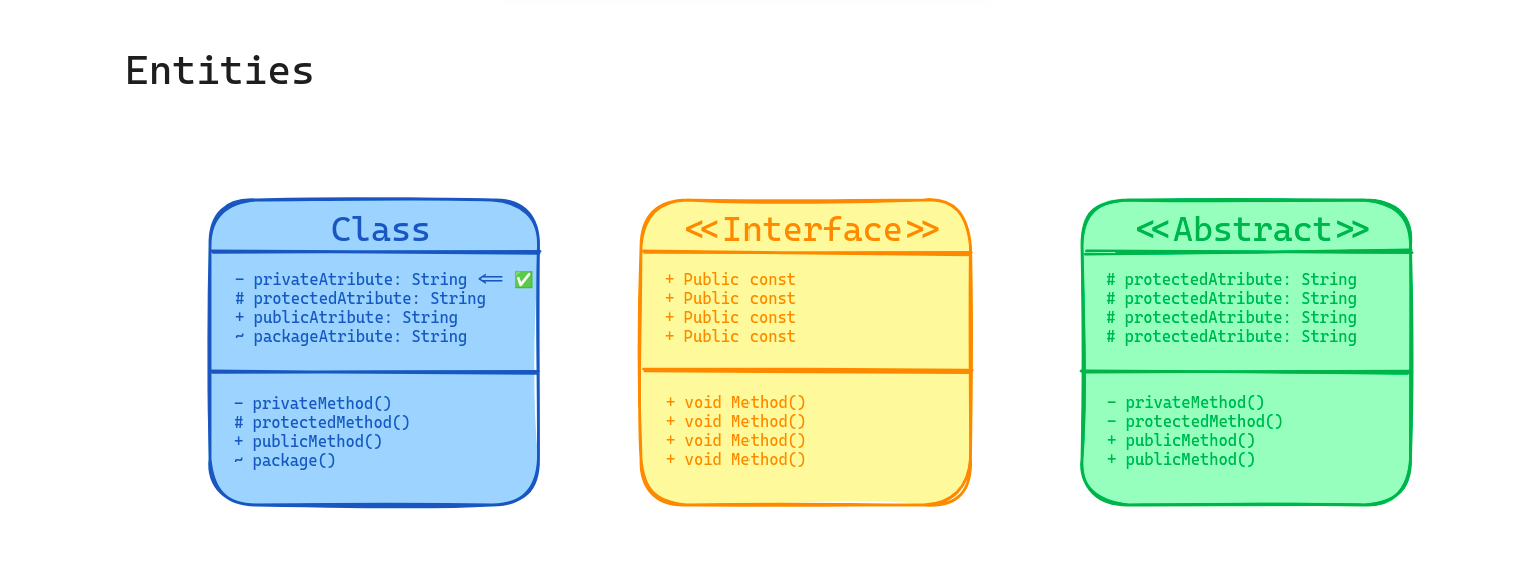 Entities
Class
- privateAtribute: String <= ✅
# protectedAtribute: String
+ publicAtribute: String
~ packageAtribute: String
- privateMethod()
# protectedMethod()
+ publicMethod()
~ package()
<<Interface>>
+ Public const
+ Public const
+ Public const
+ Public const
+ void Method()
+ void Method()
+ void Method()
+ void Method()
<<Abstract>>
# protectedAtribute: String
# protectedAtribute: String
# protectedAtribute: String
# protectedAtribute: String
- privateMethod()
- protectedMethod()
+ publicMethod()
+ publicMethod()